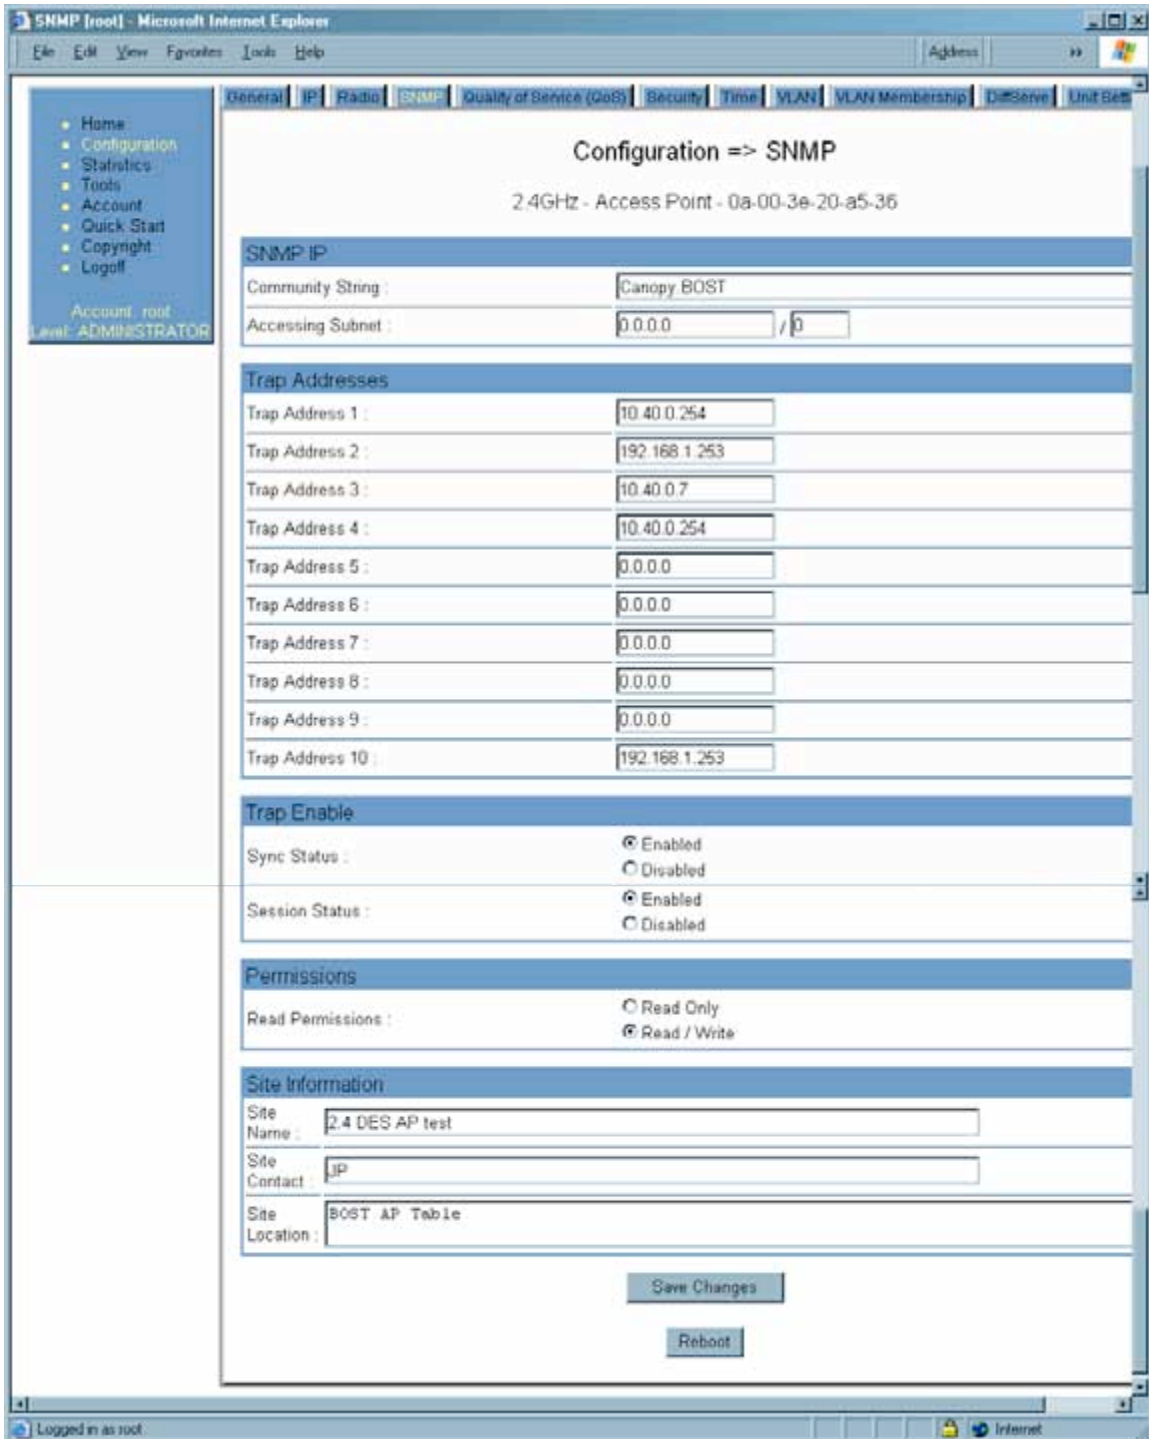 SNMP [root] - Microsoft Internet Explorer
File Edit View Favorites Tools Help Address
General IP Radio SNMP Quality of Service (QoS) Security Time VLAN VLAN Membership DiffServe Unit Sett
Home
Configuration
Statistics
Tools
Account
Quick Start
Copyright
Logoff
Account: root
Level: ADMINISTRATOR
Configuration => SNMP
2.4GHz - Access Point - 0a-00-3e-20-a5-36
SNMP IP
Community String : Canopy BOST
Accessing Subnet : 0.0.0.0 / 0
Trap Addresses
Trap Address 1 : 10.40.0.254
Trap Address 2 : 192.168.1.253
Trap Address 3 : 10.40.0.7
Trap Address 4 : 10.40.0.254
Trap Address 5 : 0.0.0.0
Trap Address 6 : 0.0.0.0
Trap Address 7 : 0.0.0.0
Trap Address 8 : 0.0.0.0
Trap Address 9 : 0.0.0.0
Trap Address 10 : 192.168.1.253
Trap Enable
Sync Status :
Enabled
Disabled
Session Status :
Enabled
Disabled
Permissions
Read Permissions :
Read Only
Read / Write
Site Information
Site Name : 2.4 DES AP test
Site Contact : JP
Site Location : BOST AP Table
Save Changes
Reboot
Logged in as root. Internet